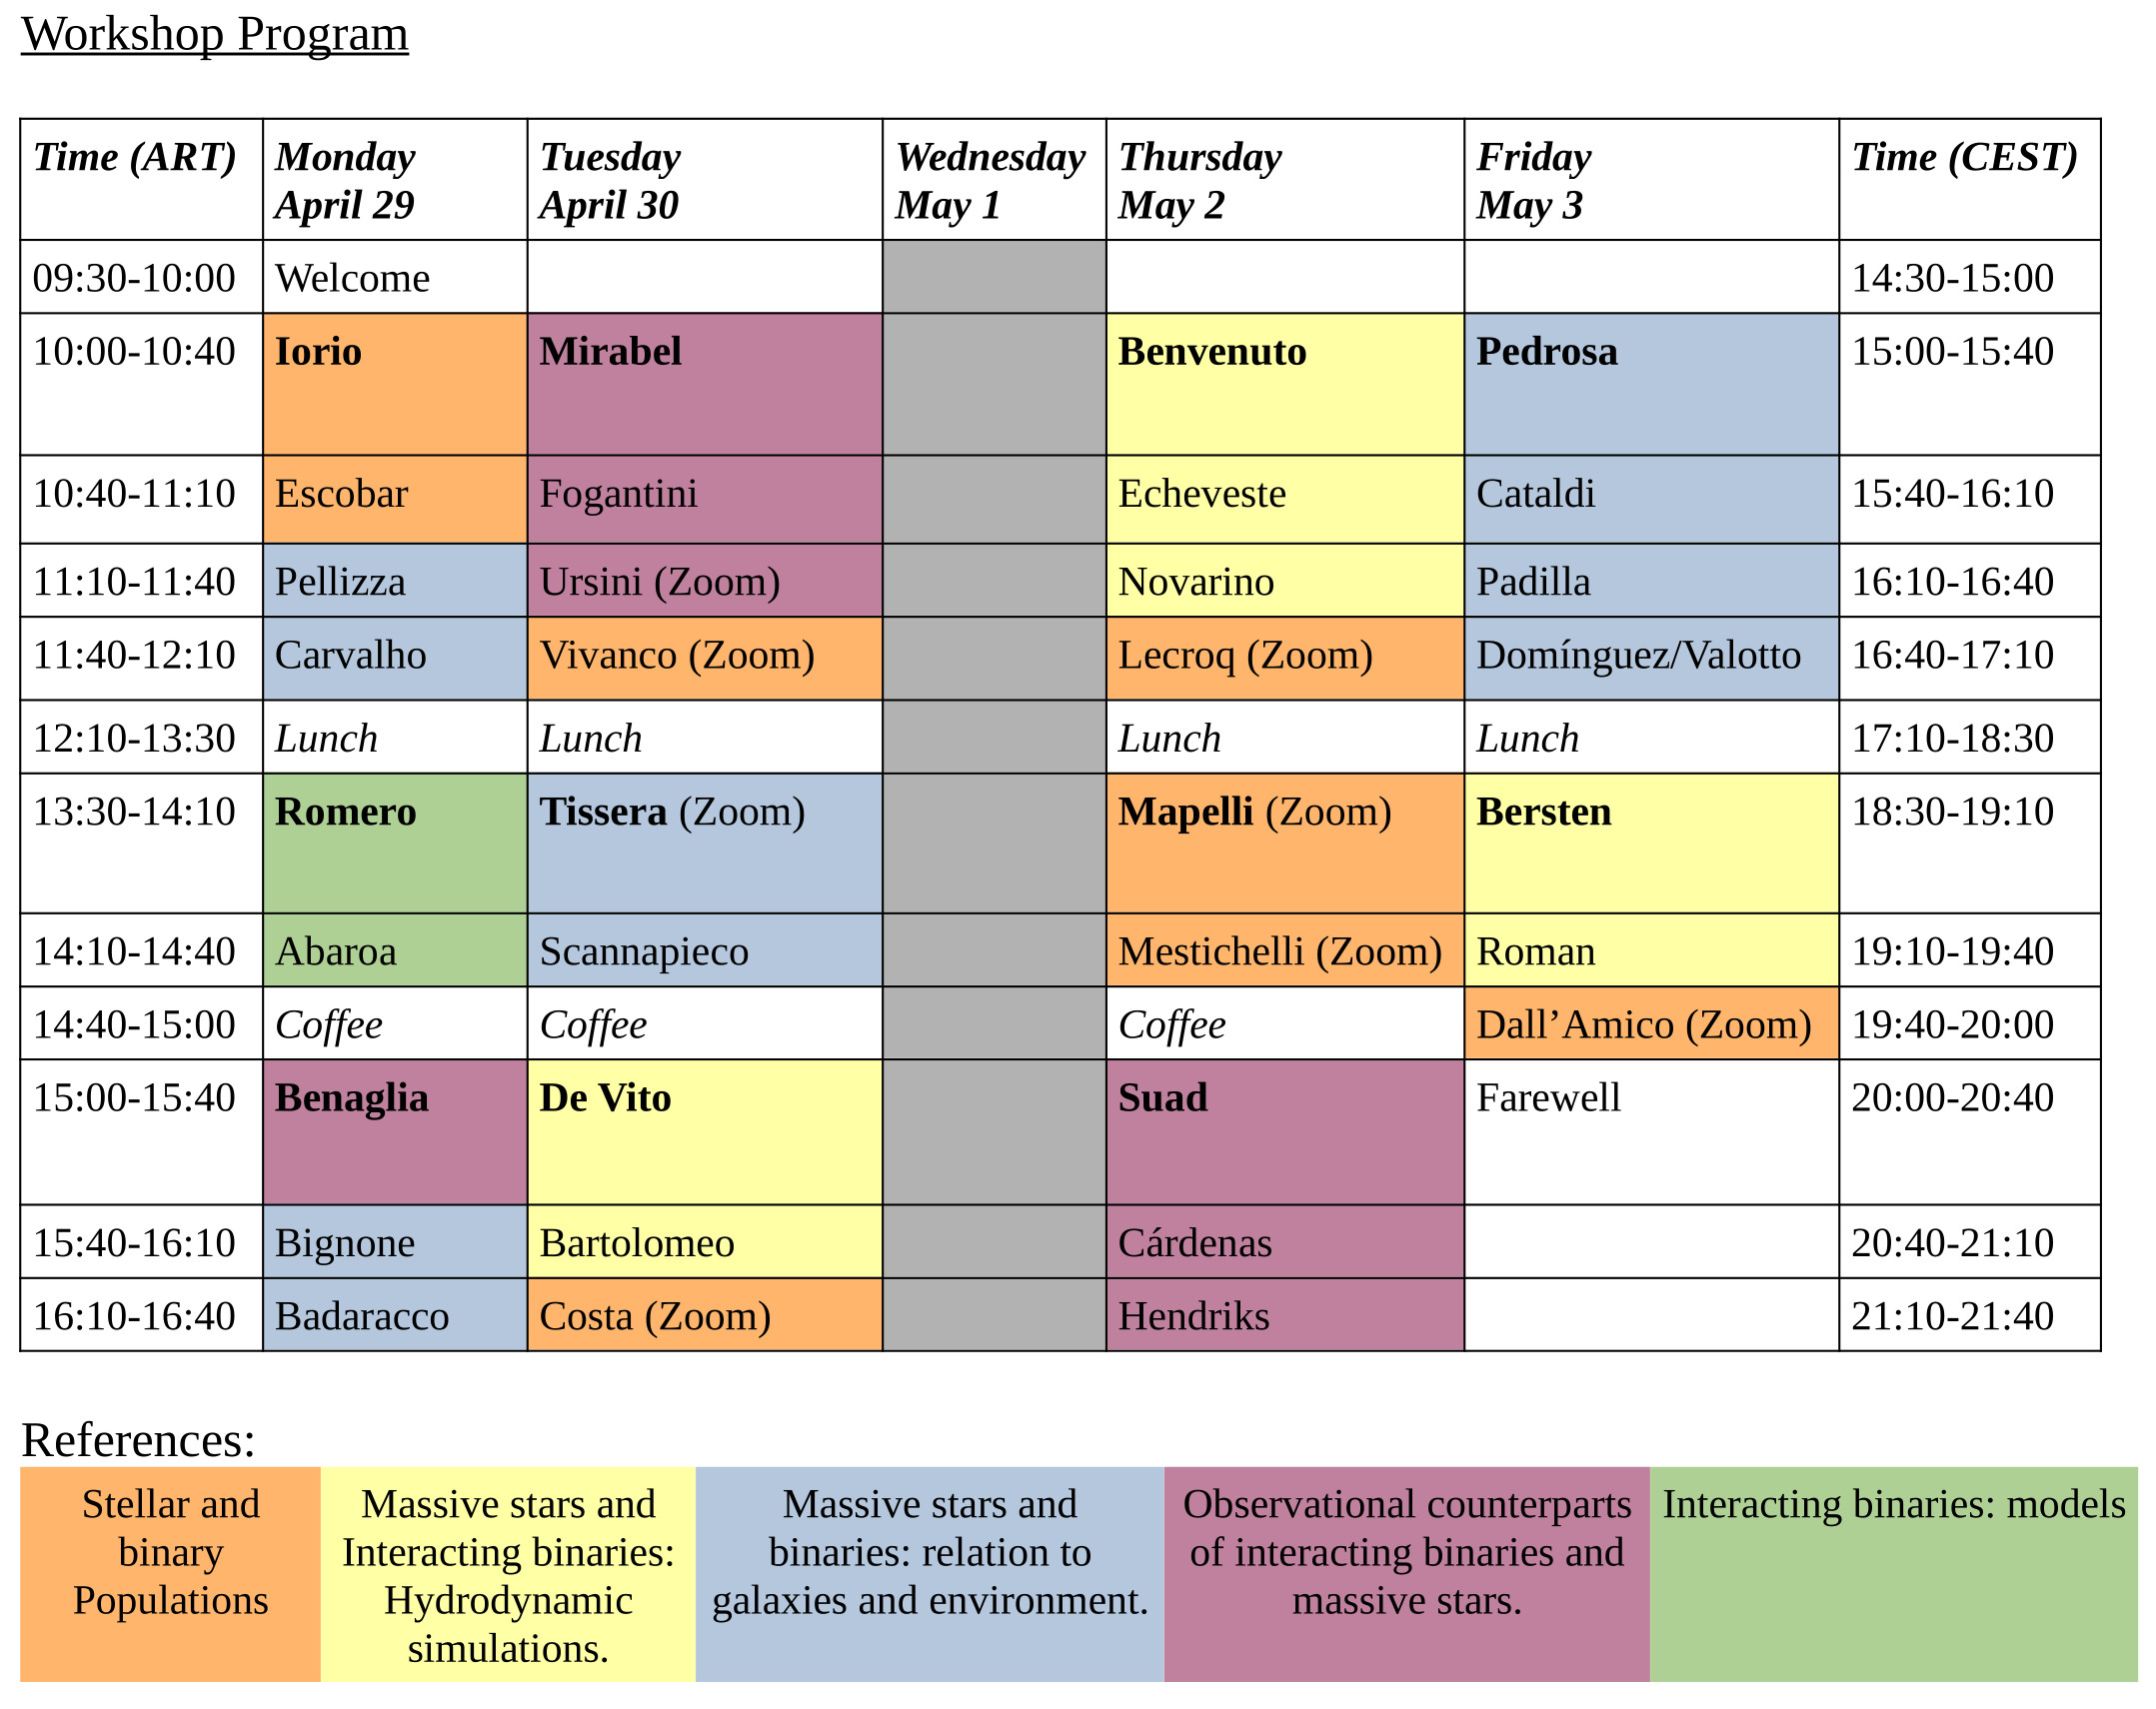 Workshop Program
Time (ART) Monday Tuesday Wednesday Thursday Friday Time (CEST)
April 29 April 30 May 1 May 2 May 3
09:30-10:00 Welcome 14:30-15:00
10:00-10:40 Iorio Mirabel Benvenuto Pedrosa 15:00-15:40
10:40-11:10 Escobar Fogantini Echeveste Cataldi 15:40-16:10
11:10-11:40 Pellizza Ursini (Zoom) Novarino Padilla 16:10-16:40
11:40-12:10 Carvalho Vivanco (Zoom) Lecroq (Zoom) Domínguez/Valotto 16:40-17:10
12:10-13:30 Lunch Lunch Lunch Lunch 17:10-18:30
13:30-14:10 Romero Tissera (Zoom) Mapelli (Zoom) Bersten 18:30-19:10
14:10-14:40 Abaroa Scannapieco Mestichelli (Zoom) Roman 19:10-19:40
14:40-15:00 Coffee Coffee Coffee Dall’Amico (Zoom) 19:40-20:00
15:00-15:40 Benaglia De Vito Suad Farewell 20:00-20:40
15:40-16:10 Bignone Bartolomeo Cárdenas 20:40-21:10
16:10-16:40 Badaracco Costa (Zoom) Hendriks 21:10-21:40
References:
Stellar and
binary
Populations
Massive stars and
Interacting binaries:
Hydrodynamic
simulations.
Massive stars and
binaries: relation to
galaxies and environment.
Observational counterparts
of interacting binaries and
massive stars.
Interacting binaries: models